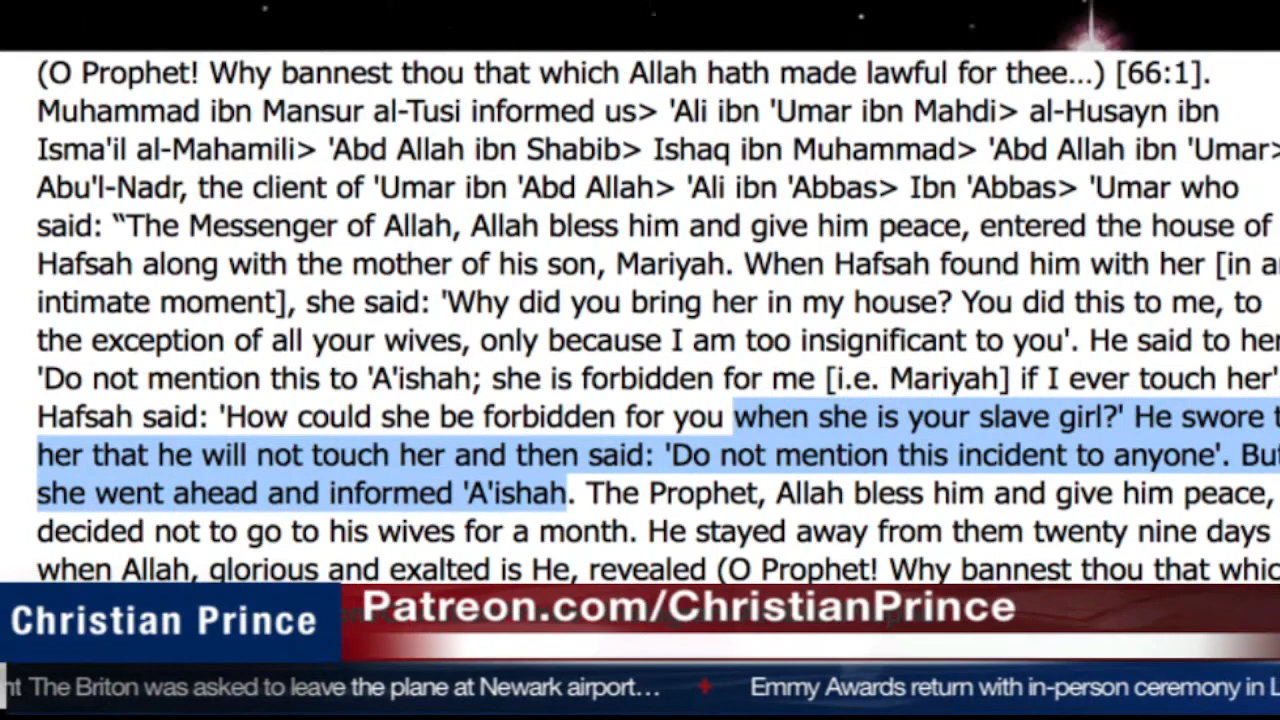 (O Prophet! Why bannest thou that which Allah hath made lawful for thee...) [66:1].
Muhammad ibn Mansur al-Tusi informed us> 'Ali ibn 'Umar ibn Mahdi> al-Husayn ibn
Isma'il al-Mahamili> 'Abd Allah ibn Shabib> Ishaq ibn Muhammad> 'Abd Allah ibn 'Umar>
Abu'l-Nadr, the client of 'Umar ibn 'Abd Allah> 'Ali ibn 'Abbas> Ibn 'Abbas> 'Umar who
said: “The Messenger of Allah, Allah bless him and give him peace, entered the house of
Hafsah along with the mother of his son, Mariyah. When Hafsah found him with her [in
intimate moment], she said: 'Why did you bring her in my house? You did this to me, to
the exception of all your wives, only because I am too insignificant to you'. He said to
'Do not mention this to 'A'ishah; she is forbidden for me [i.e. Mariyah] if I ever touch her'
Hafsah said: 'How could she be forbidden for you when she is your slave girl?' He swore
her that he will not touch her and then said: 'Do not mention this incident to anyone'. But
she went ahead and informed 'A'ishah. The Prophet, Allah bless him and give him peace,
decided not to go to his wives for a month. He stayed away from them twenty nine days
when Allah, glorious and exalted is He, revealed (O Prophet! Why bannest thou that
Christian Prince
Patreon.com/ChristianPrince
The Briton was asked to leave the plane at Newark airport... Emmy Awards return with in-person ceremony in